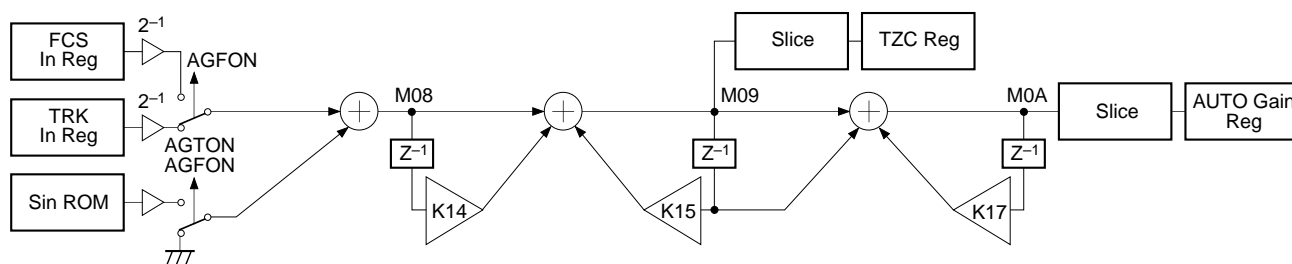 FCS
In Reg
2–1
AGFON
TRK
In Reg
2–1
AGTON
AGFON
Sin ROM
M08
Z–1
K14
Slice
TZC Reg
M09
Z–1
K15
M0A
Z–1
K17
Slice
AUTO Gain
Reg